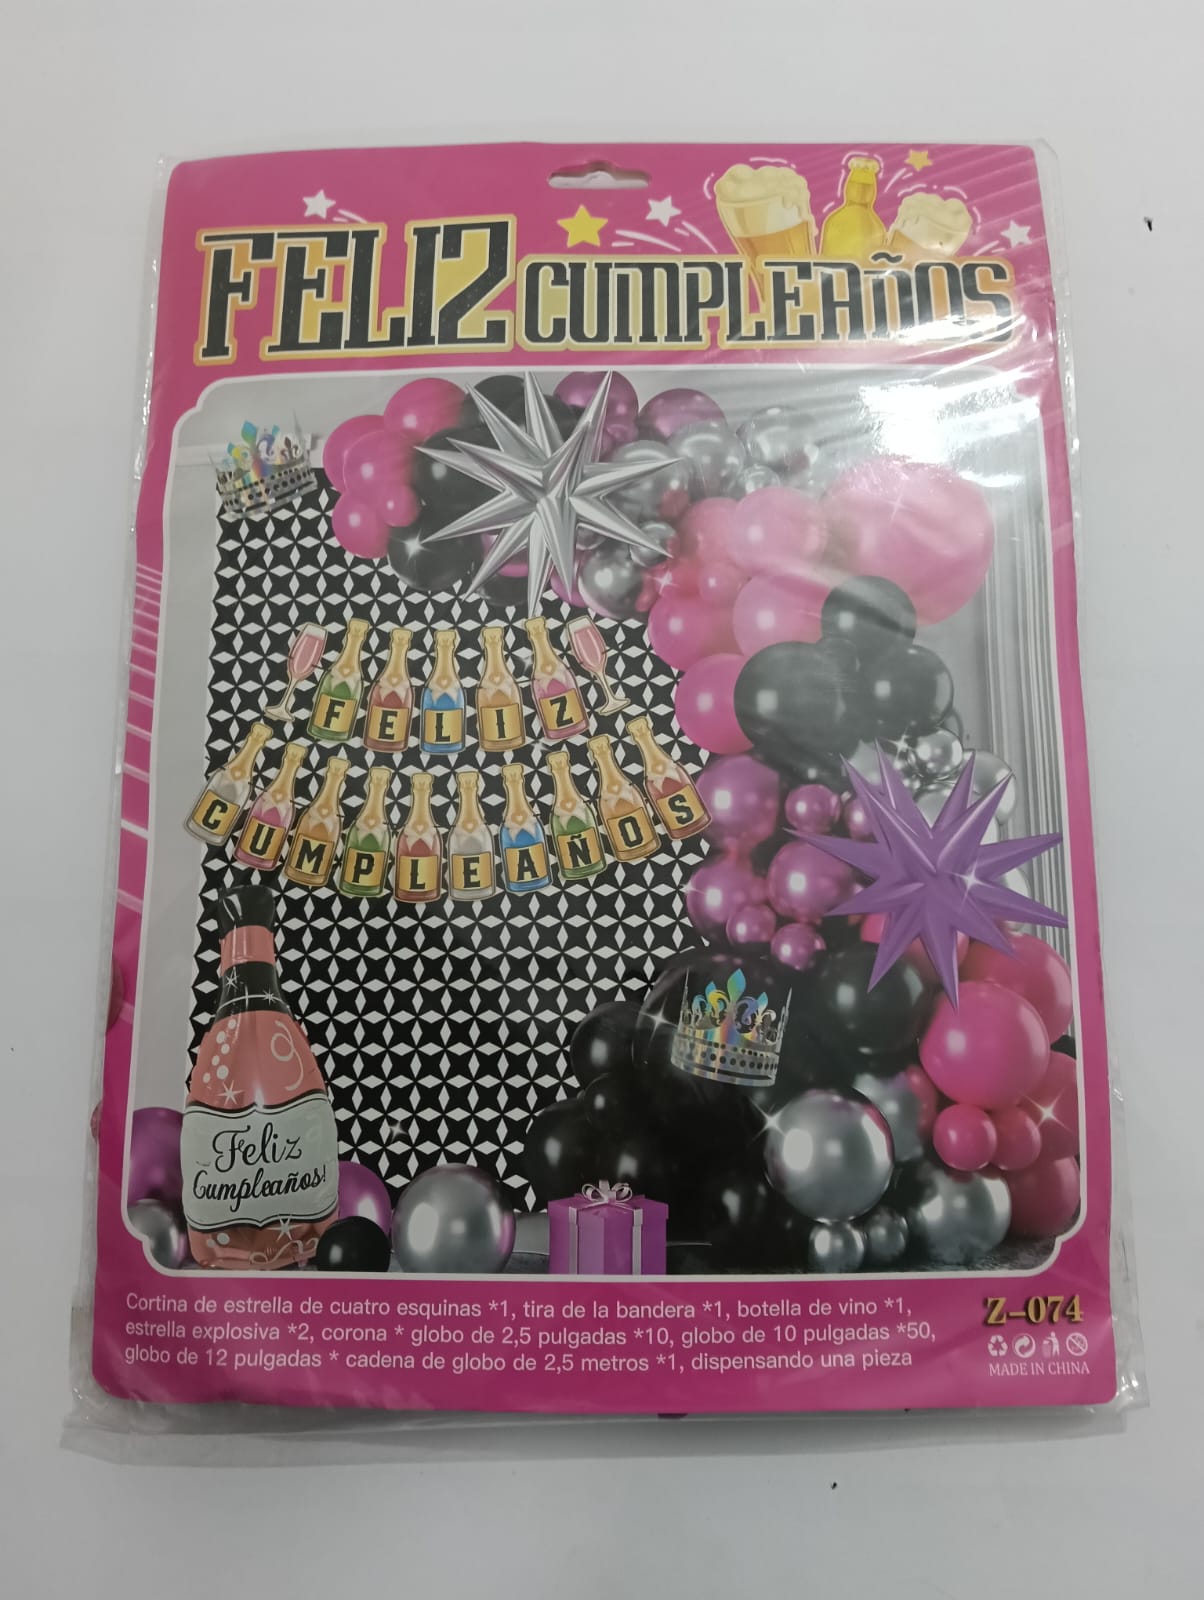 FELIZ CUMPLEAÑOS
FELIZ
CUMPLEAÑOS
Feliz
Cumpleaños!
Cortina de estrella de cuatro esquinas *1, tira de la bandera *1, botella de vino *1,
estrella explosiva *2, corona * globo de 2,5 pulgadas *10, globo de 10 pulgadas *50,
globo de 12 pulgadas * cadena de globo de 2,5 metros *1, dispensando una pieza
Z-074
MADE IN CHINA